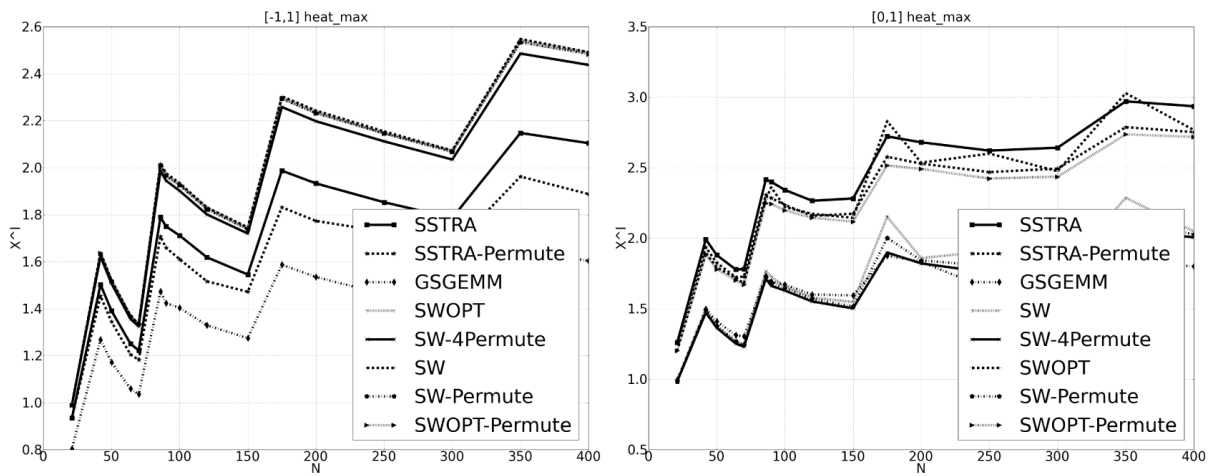 [-1,1] heat_max
X^I
2.6
2.4
2.2
2.0
1.8
1.6
1.4
1.2
1.0
0.8
0
50
100
150
200
250
300
350
400
N
SSTRA
SSTRA-Permute
GSGEMM
SWOPT
SW-4Permute
SW
SW-Permute
SWOPT-Permute
[0,1] heat_max
X^I
3.5
3.0
2.5
2.0
1.5
1.0
0.5
0
50
100
150
200
250
300
350
400
N
SSTRA
SSTRA-Permute
GSGEMM
SW
SW-4Permute
SWOPT
SW-Permute
SWOPT-Permute